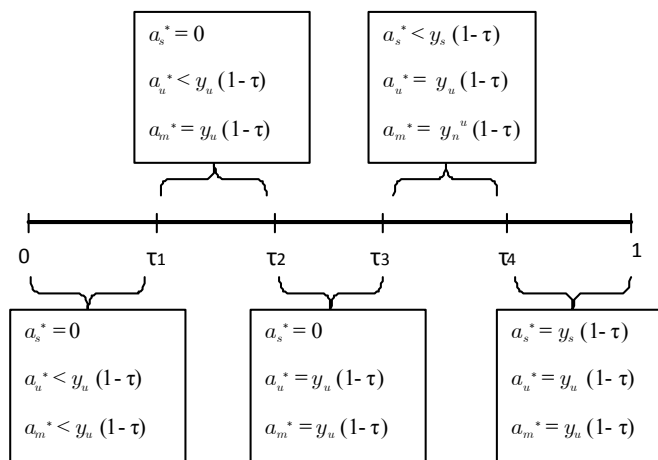 a_s* = 0
a_u* < y_u (1- τ)
a_m* = y_u (1- τ)
a_s* < y_s (1- τ)
a_u* = y_u (1- τ)
a_m* = y_n^u (1- τ)
0
τ1
τ2
τ3
τ4
1
a_s* = 0
a_u* < y_u (1- τ)
a_m* < y_u (1- τ)
a_s* = 0
a_u* = y_u (1- τ)
a_m* = y_u (1- τ)
a_s* = y_s (1- τ)
a_u* = y_u (1- τ)
a_m* = y_u (1- τ)